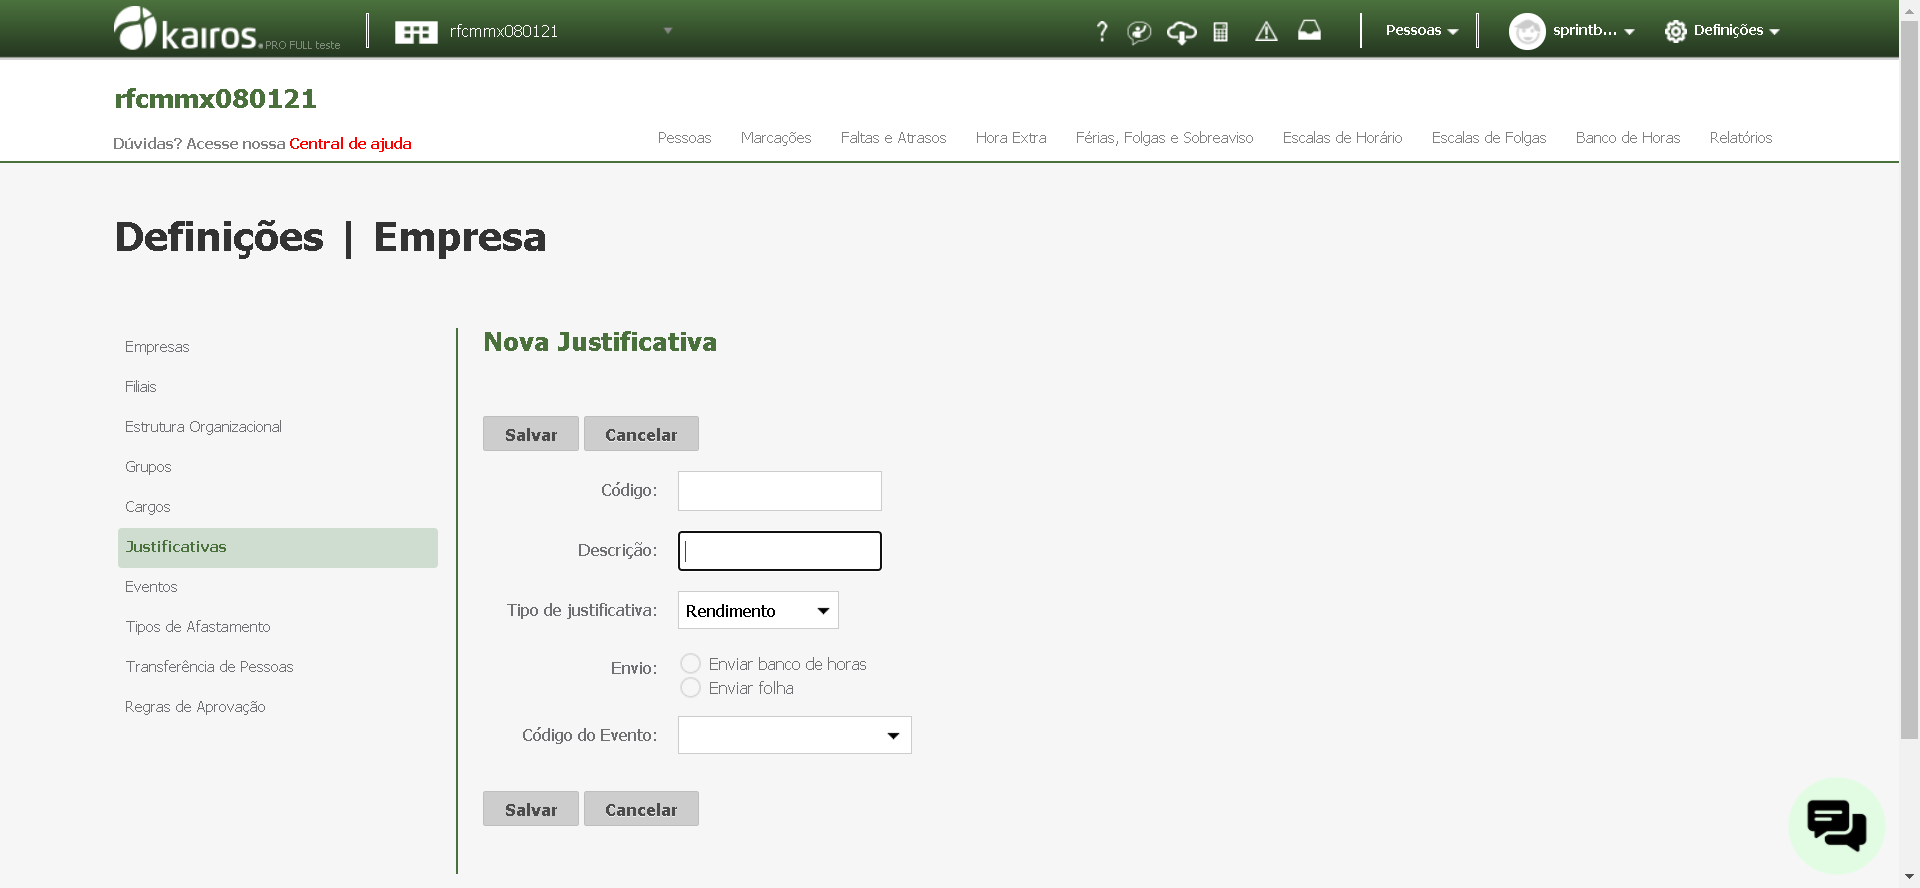 kairos. PRO FULL teste
rfcmmx080121
?
Pessoas
sprintb...
Definições
rfcmmx080121
Dúvidas? Acesse nossa Central de ajuda
Pessoas Marcações Faltas e Atrasos Hora Extra Férias, Folgas e Sobreaviso Escalas de Horário Escalas de Folgas Banco de Horas Relatórios
Definições | Empresa
Empresas
Filiais
Estrutura Organizacional
Grupos
Cargos
Justificativas
Eventos
Tipos de Afastamento
Transferência de Pessoas
Regras de Aprovação
Nova Justificativa
Salvar Cancelar
Código:
Descrição:
Tipo de justificativa: Rendimento
Envio: Enviar banco de horas
Enviar folha
Código do Evento:
Salvar Cancelar